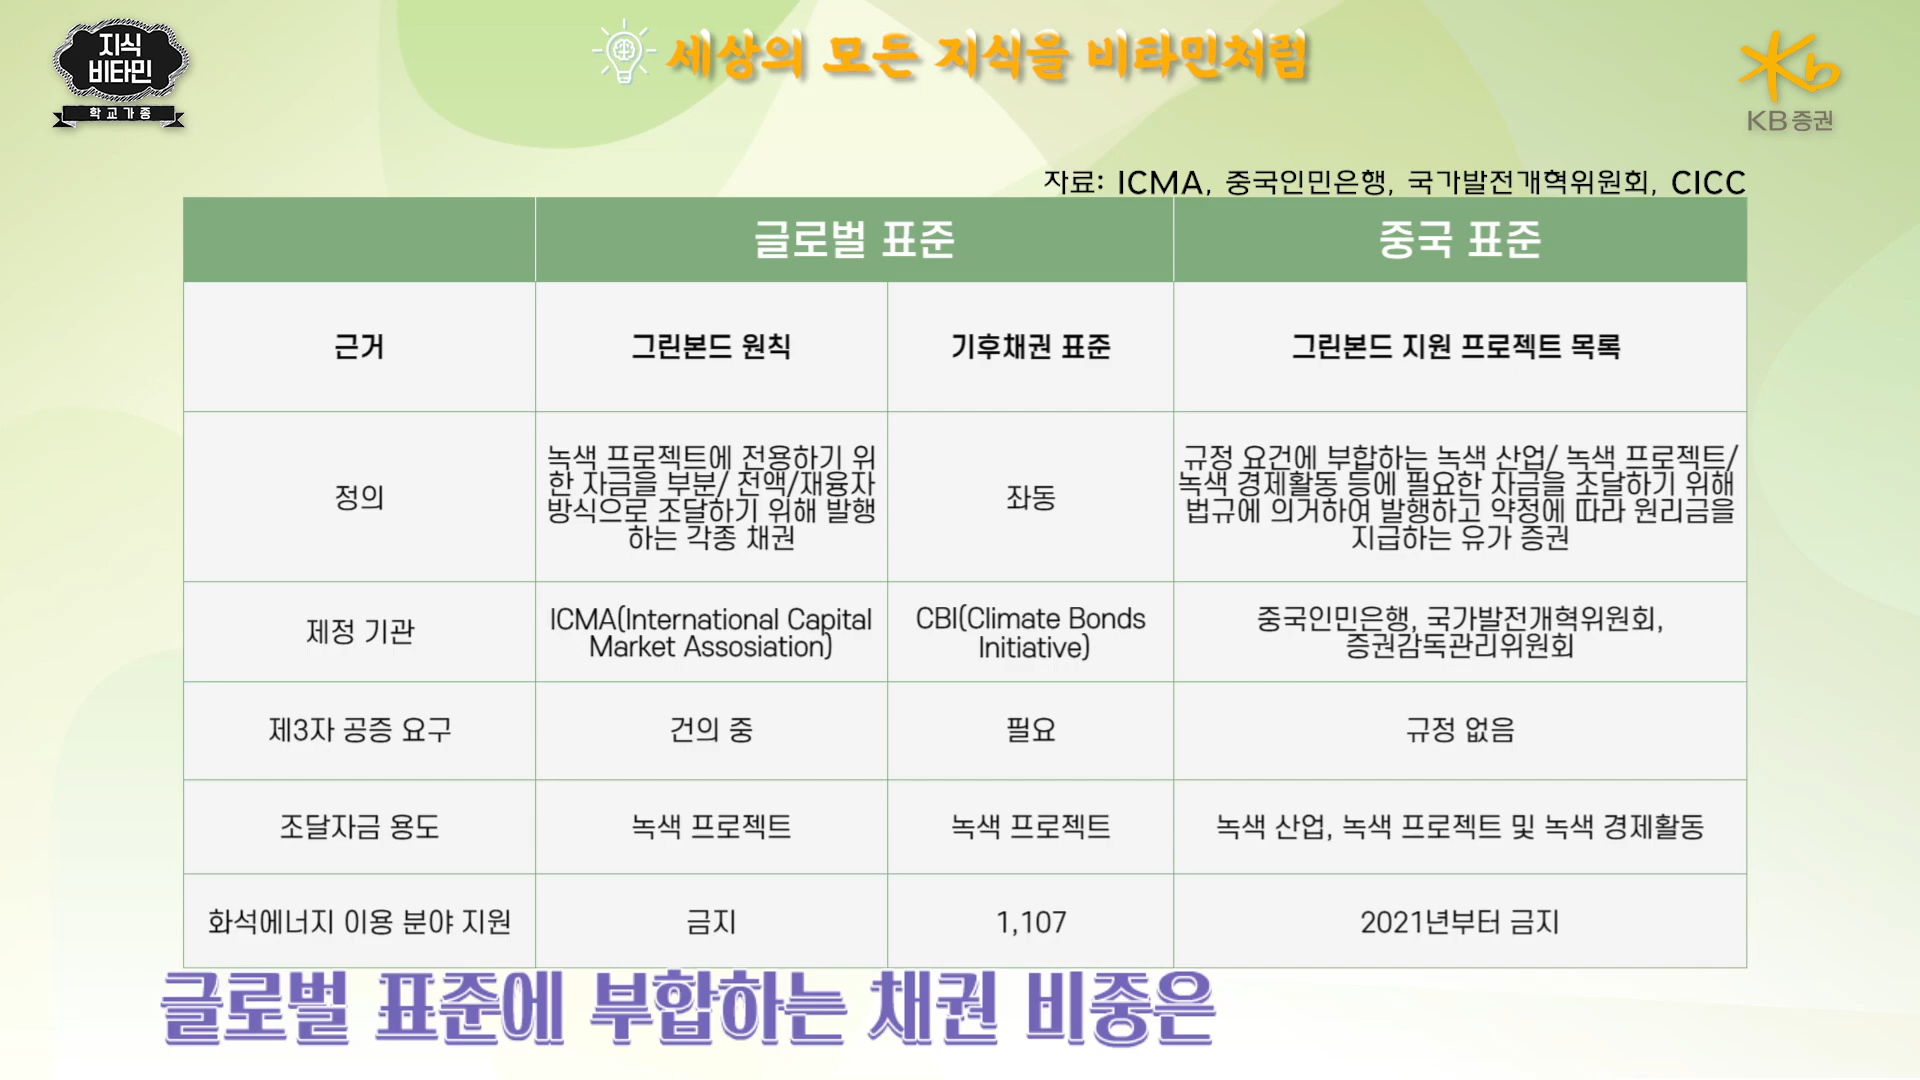 지식
비타민
학교가종
세상의 모든 지식을 비타민처럼
KB증권
자료: ICMA, 중국인민은행, 국가발전개혁위원회, CICC
글로벌 표준
중국 표준
근거
그린본드 원칙
기후채권 표준
그린본드 지원 프로젝트 목록
정의
녹색 프로젝트에 전용하기 위
한 자금을 부분/ 전액/재융자
방식으로 조달하기 위해 발행
하는 각종 채권
좌동
규정 요건에 부합하는 녹색 산업/ 녹색 프로젝트/
녹색 경제활동 등에 필요한 자금을 조달하기 위해
법규에 의거하여 발행하고 약정에 따라 원리금을
지급하는 유가 증권
제정 기관
ICMA(International Capital
Market Assosiation)
CBI(Climate Bonds
Initiative)
중국인민은행, 국가발전개혁위원회,
증권감독관리위원회
제3자 공증 요구
건의 중
필요
규정 없음
조달자금 용도
녹색 프로젝트
녹색 프로젝트
녹색 산업, 녹색 프로젝트 및 녹색 경제활동
화석에너지 이용 분야 지원
금지
1,107
2021년부터 금지
글로벌 표준에 부합하는 채권 비중은